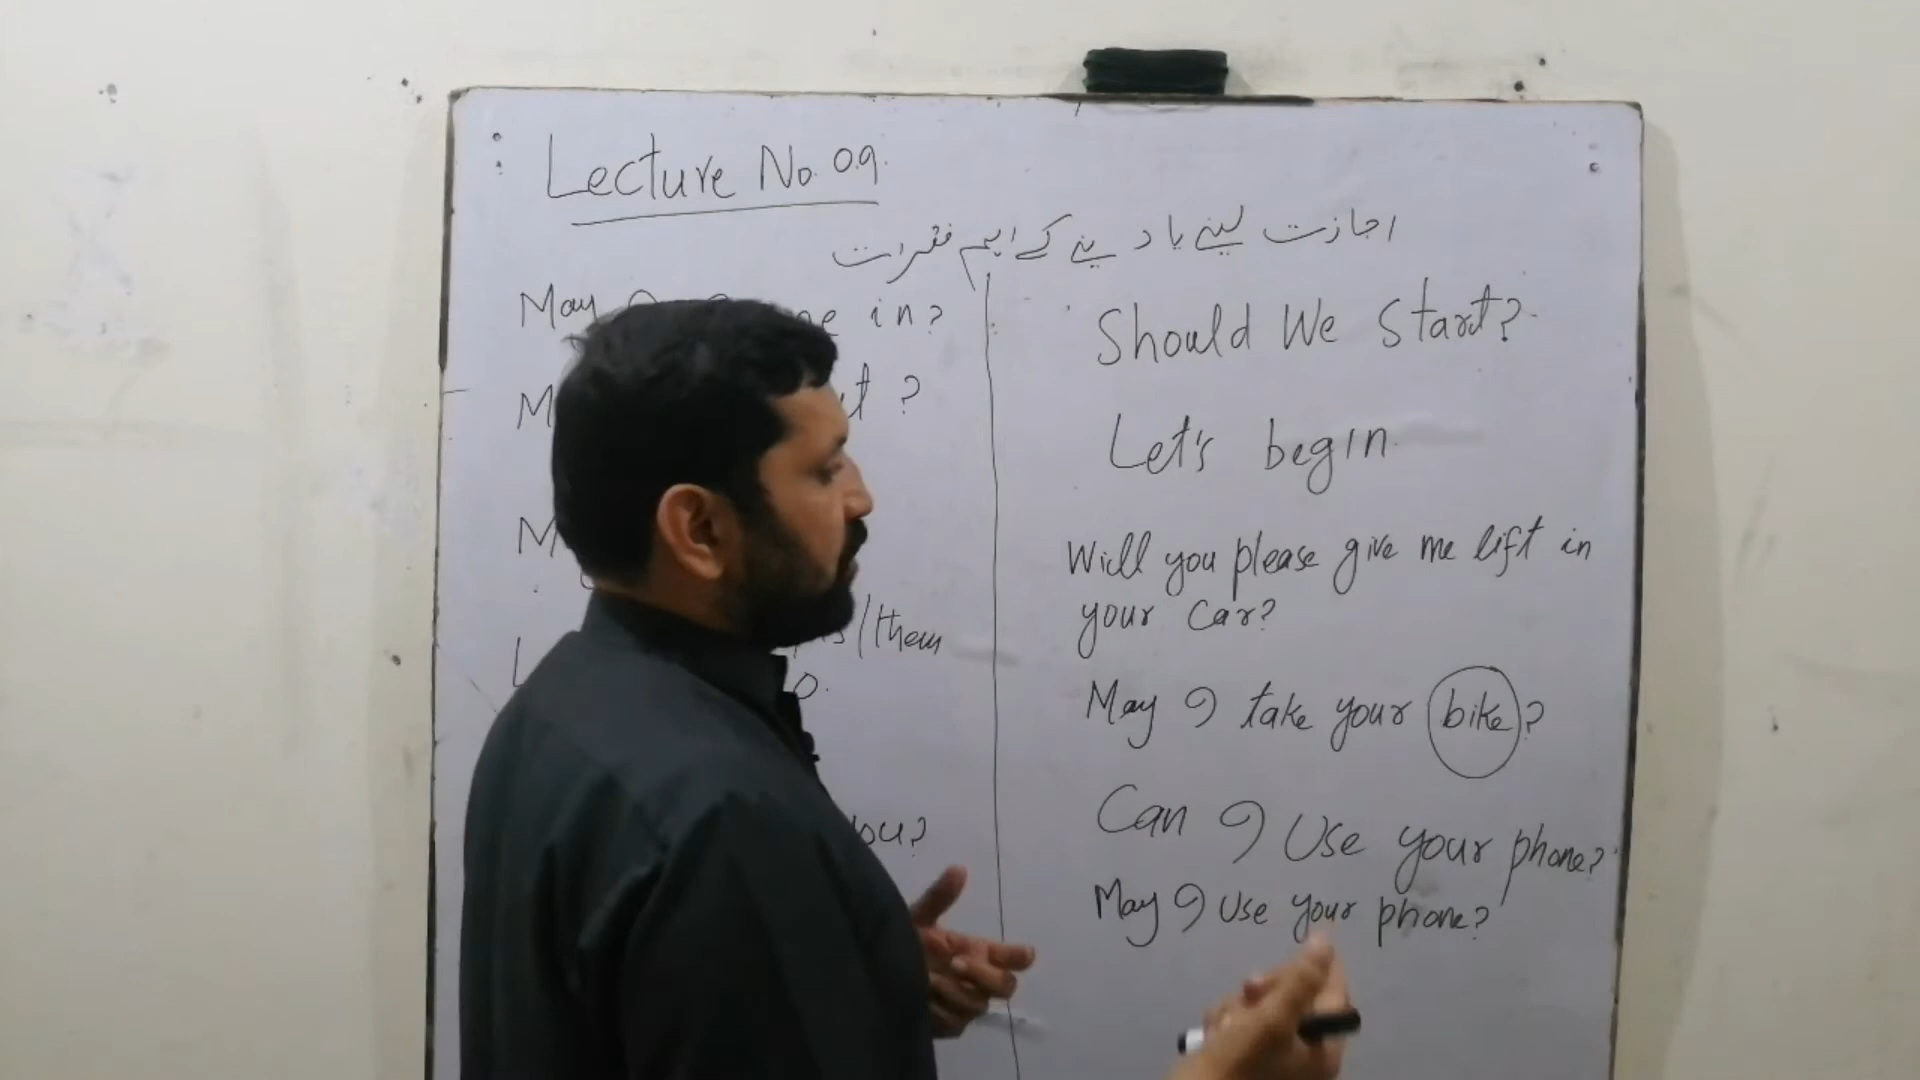 Lecture No. 09.
اجازت لینے یا دینے کے اہم فقرات
May in?
?
/them
Should We Start?
Let's begin.
Will you please give me lift in
your Car?
May I take your bike?
Can I Use your phone?
May I Use your phone?